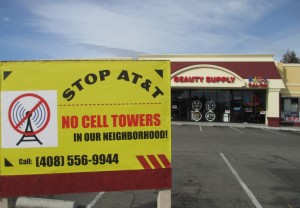 STOP AT&T
NO CELL TOWERS
IN OUR NEIGHBORHOOD!
Call: (408) 556-9944
BEAUTY SUPPLY